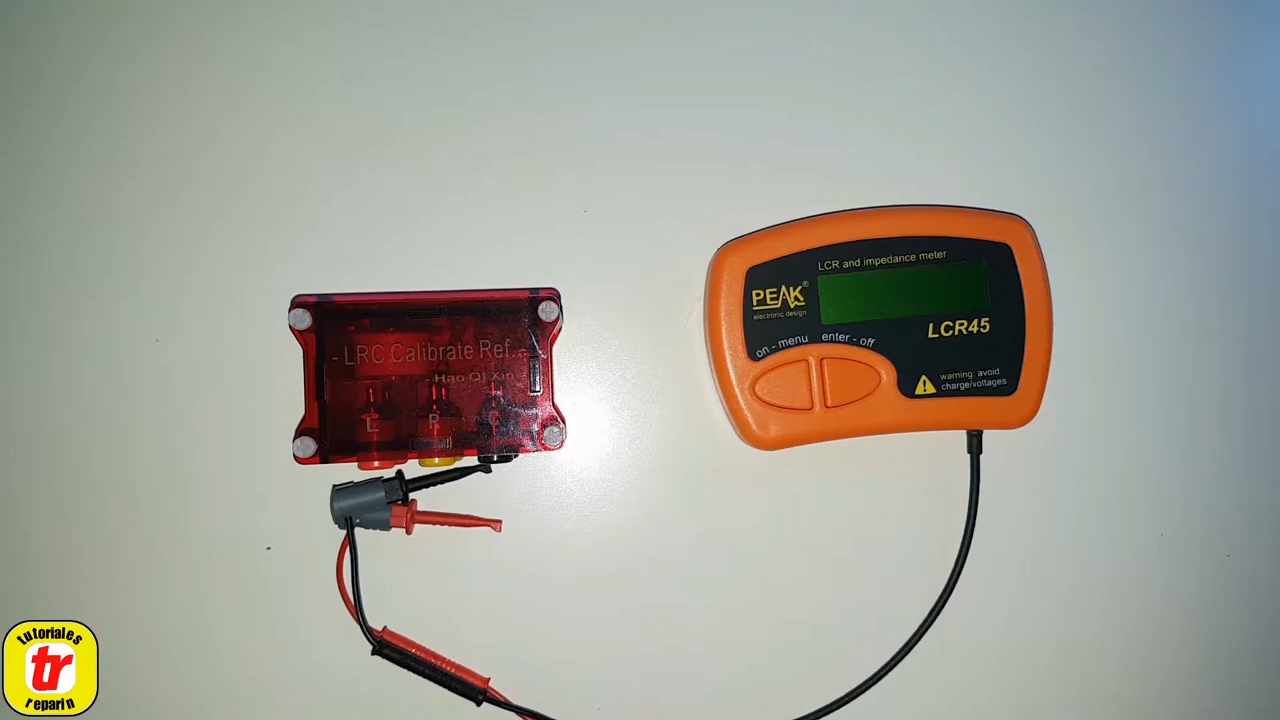 LCR and impedance meter
PEAK®
electronic design
LCR45
on - menu enter - off
warning: avoid
charge/voltages
- LRC Calibrate Ref. -
- Hao QI Xin -
L R C
tutoriales
tr
reparin